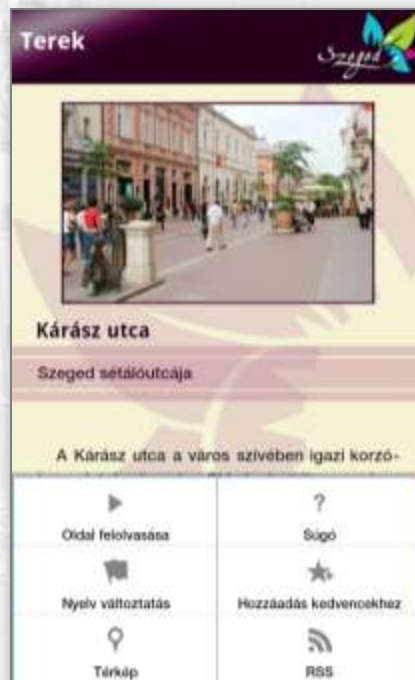 Terek
Szeged
Kárász utca
Szeged sétálóutcája
A Kárász utca a város szívében igazi korzó-
Oldal felolvasása
Súgó
Nyelv változtatás
Hozzáadás kedvencekhez
Térkép
RSS